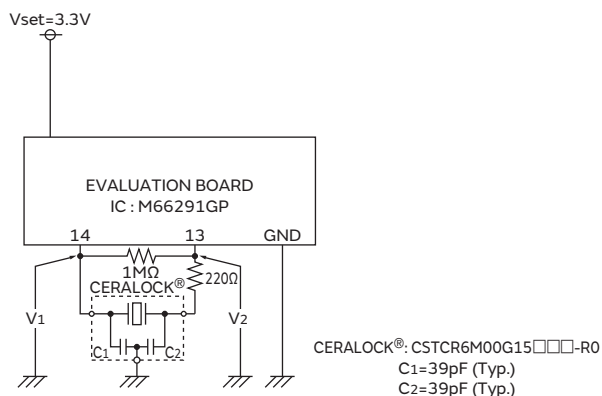 Vset=3.3V
EVALUATION BOARD
IC : M66291GP
14 13 GND
1MΩ
CERALOCK®
220Ω
V1 V2
C1 C2
CERALOCK®: CSTCR6M00G15□□□-R0
C1=39pF (Typ.)
C2=39pF (Typ.)